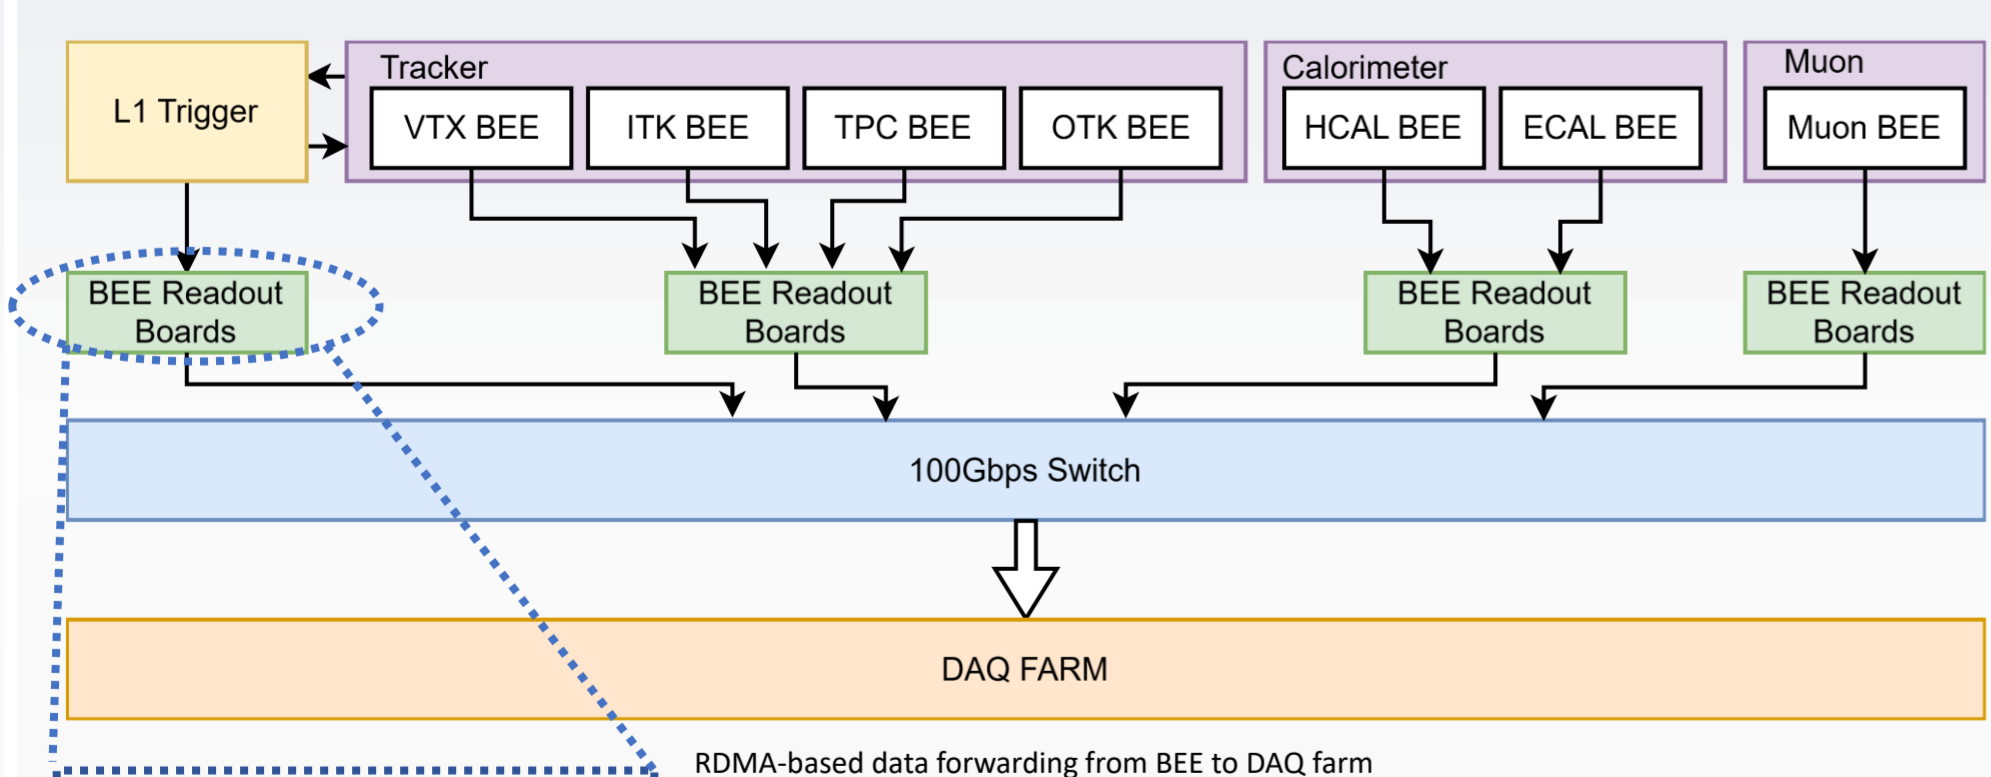 L1 Trigger
Tracker
VTX BEE
ITK BEE
TPC BEE
OTK BEE
Calorimeter
HCAL BEE
ECAL BEE
Muon
Muon BEE
BEE Readout
Boards
BEE Readout
Boards
BEE Readout
Boards
BEE Readout
Boards
100Gbps Switch
DAQ FARM
RDMA-based data forwarding from BEE to DAQ farm